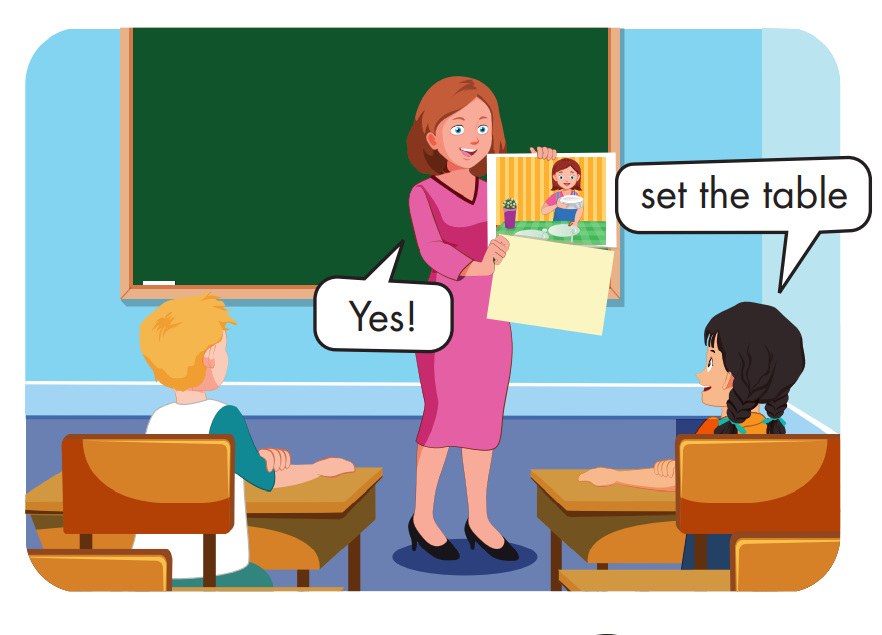 set the table
Yes!